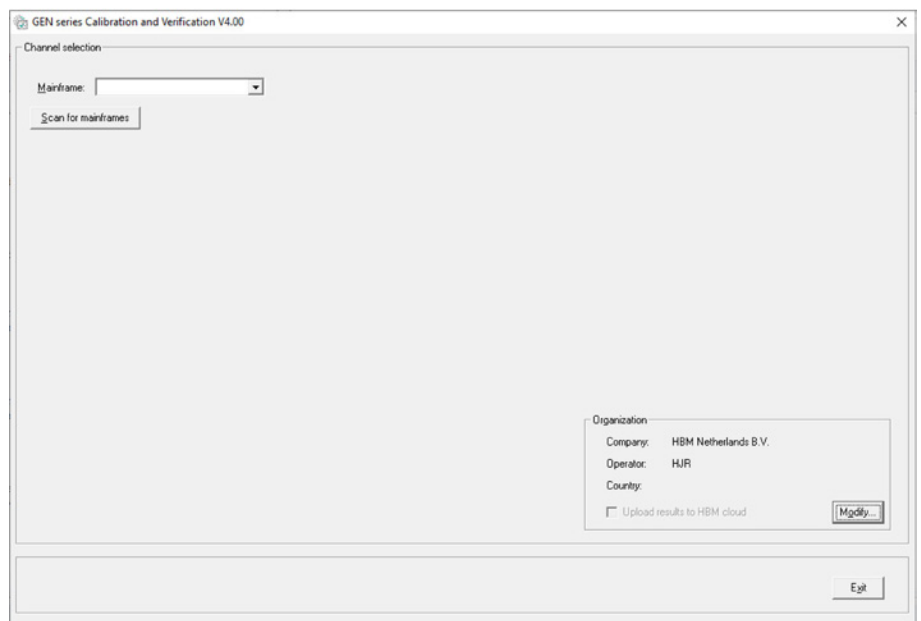 GEN series Calibration and Verification V4.00
Channel selection
Mainframe:
Scan for mainframes
Organization
Company: HBM Netherlands B.V.
Operator: HJR
Country:
Upload results to HBM cloud
Modify...
Exit